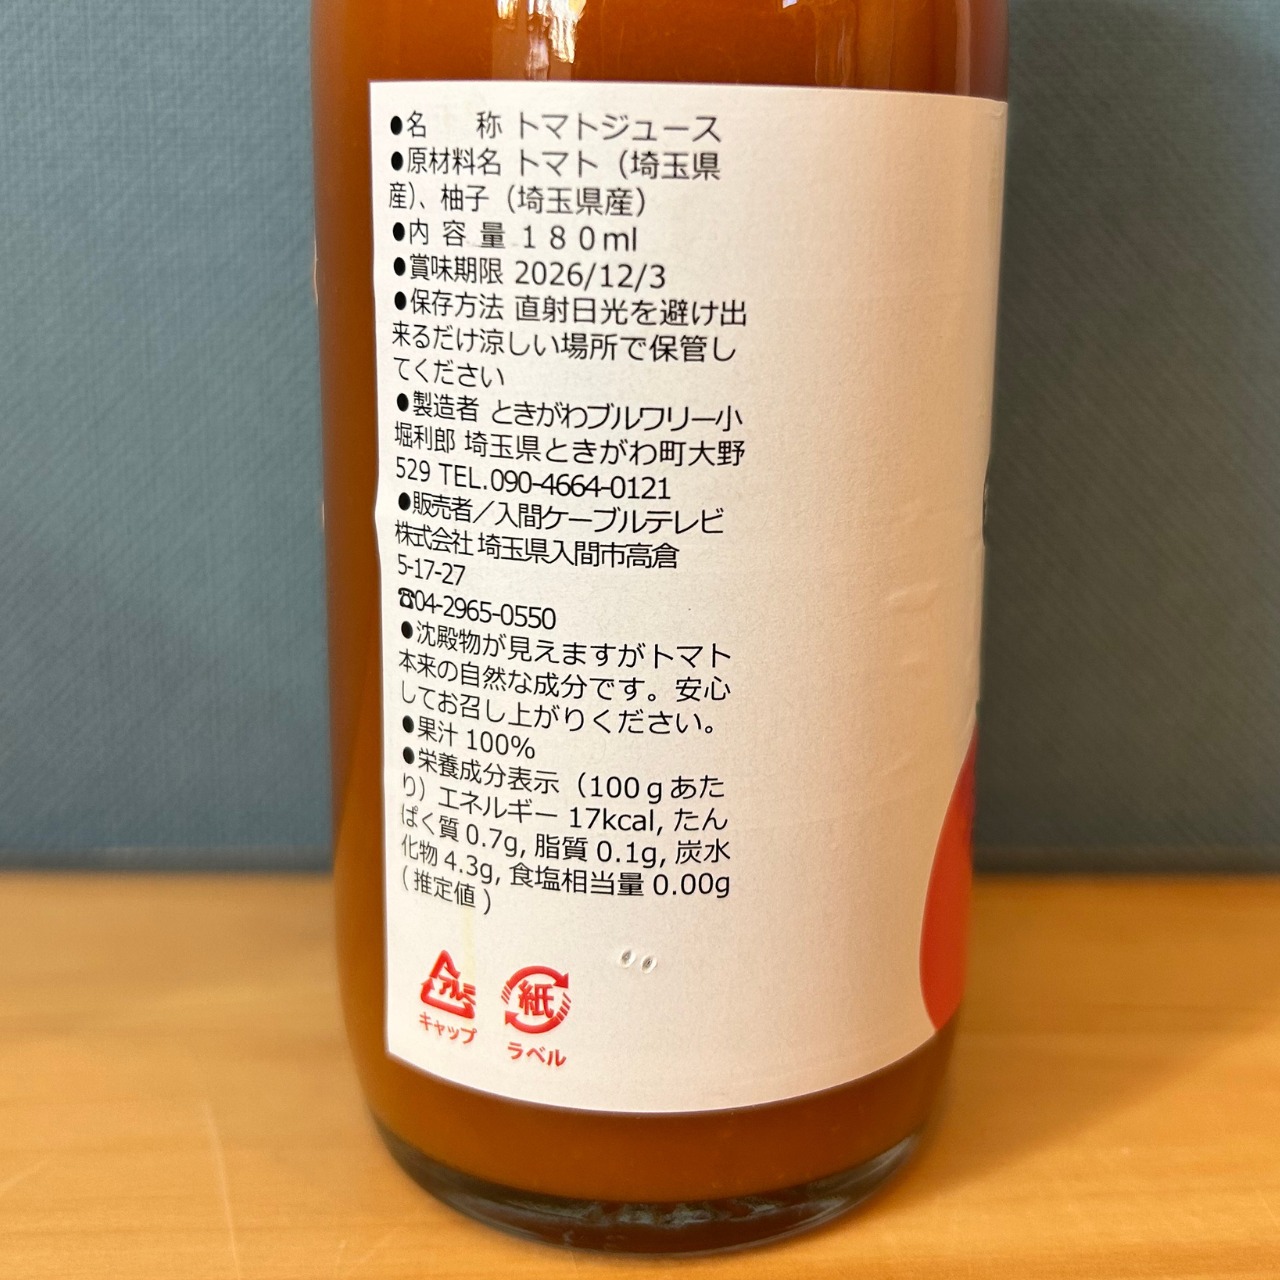 ●名　称 トマトジュース
●原材料名 トマト（埼玉県
産）、柚子（埼玉県産）
●内 容 量 １８０ml
●賞味期限 2026/12/3
●保存方法 直射日光を避け出
来るだけ涼しい場所で保管し
てください
●製造者 ときがわブルワリー小
堀利郎 埼玉県ときがわ町大野
529 TEL.090-4664-0121
●販売者／入間ケーブルテレビ
株式会社 埼玉県入間市高倉
5-17-27
☎04-2965-0550
●沈殿物が見えますがトマト
本来の自然な成分です。安心
してお召し上がりください。
●果汁 100%
●栄養成分表示（100ｇあた
り）エネルギー 17kcal, たん
ぱく質 0.7g, 脂質 0.1g, 炭水
化物 4.3g, 食塩相当量 0.00g
( 推定値 )
アルミ
キャップ
紙
ラベル